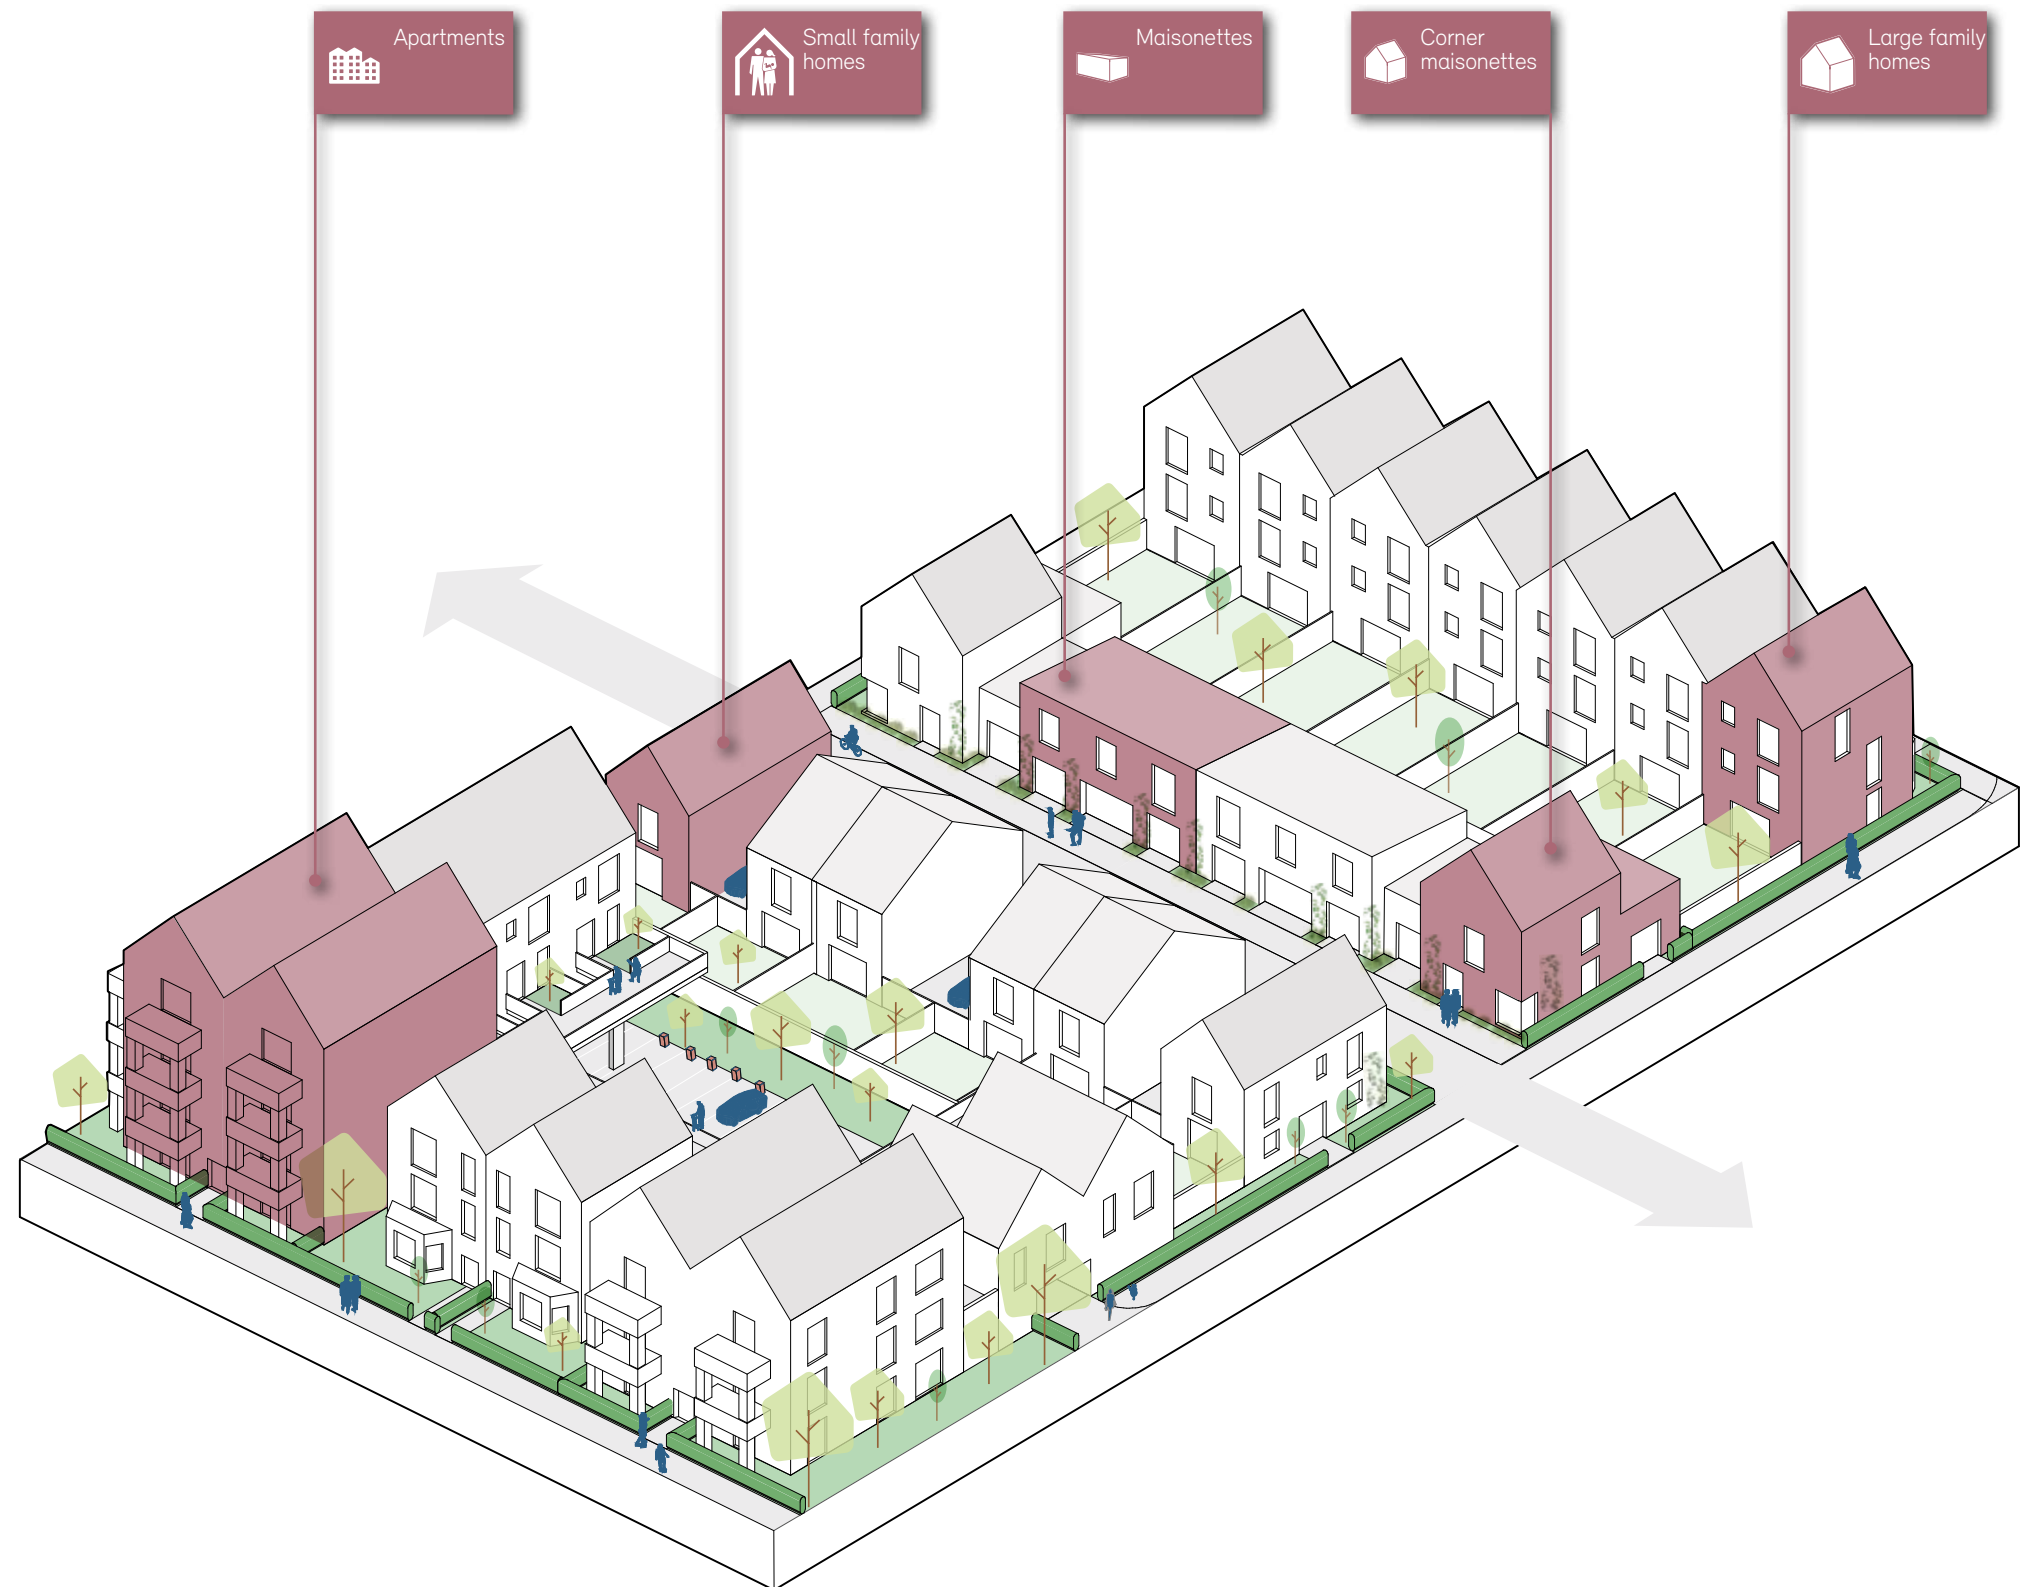 Apartments
Small family
homes
Maisonettes
Corner
maisonettes
Large family
homes